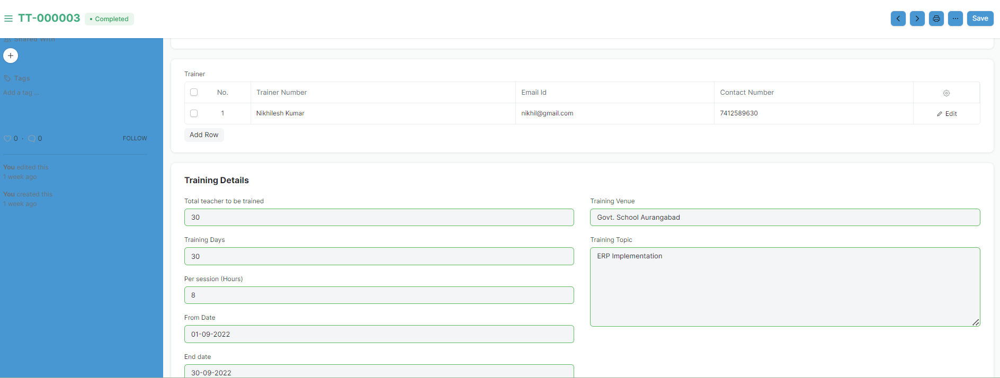 TT-000003 • Completed
Save
Shared With
Tags
Add a tag ...
0 · 0 FOLLOW
You edited this
1 week ago
You created this
1 week ago
Trainer
No. Trainer Number Email Id Contact Number
1 Nikhilesh Kumar nikhil@gmail.com 7412589630 Edit
Add Row
Training Details
Total teacher to be trained
30
Training Days
30
Per session (Hours)
8
From Date
01-09-2022
End date
30-09-2022
Training Venue
Govt. School Aurangabad
Training Topic
ERP Implementation